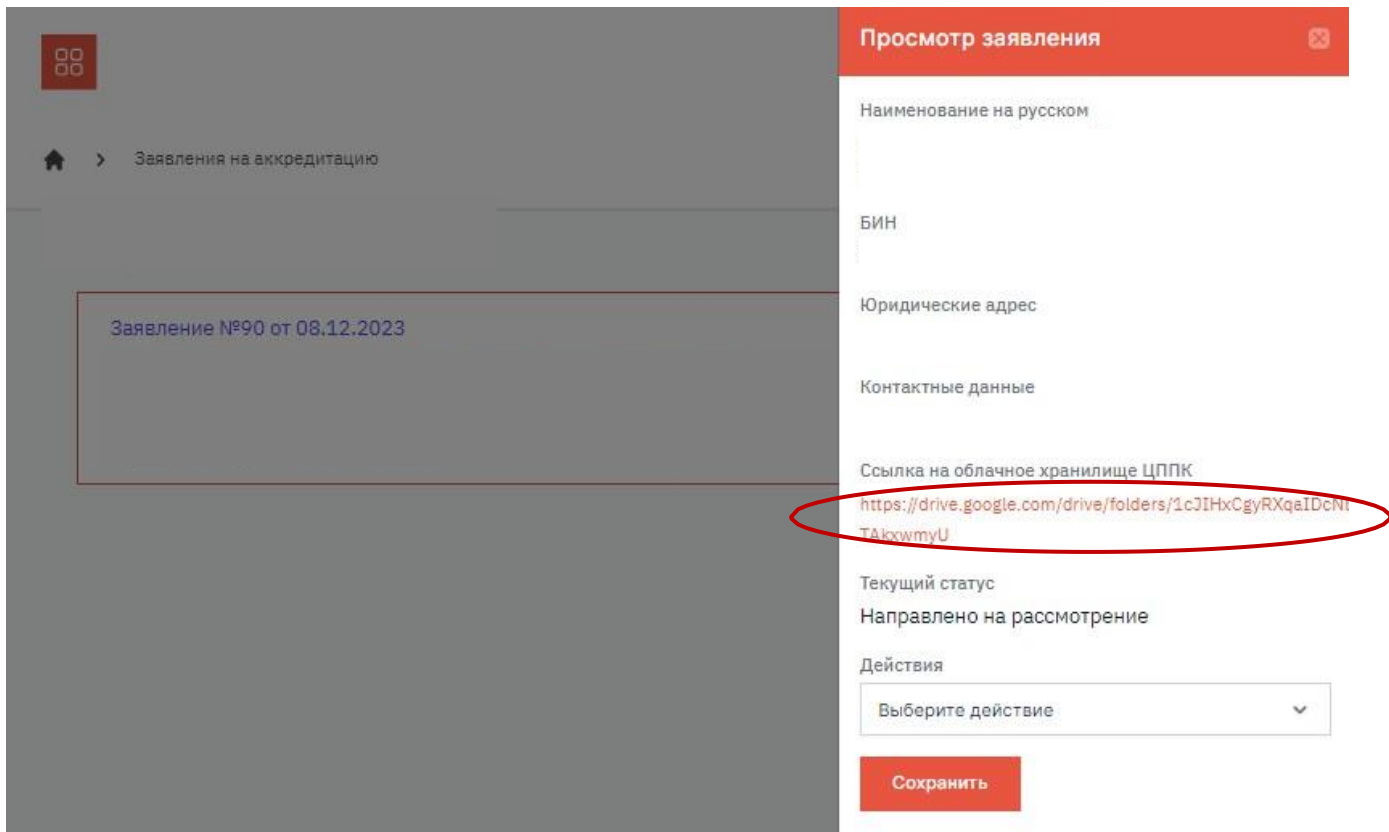 Просмотр заявления
Заявления на аккредитацию
Заявление №90 от 08.12.2023
Наименование на русском
БИН
Юридические адрес
Контактные данные
Ссылка на облачное хранилище ЦППК
https://drive.google.com/drive/folders/1cJIHxCgyRXqaIDcN
TAkxwmyU
Текущий статус
Направлено на рассмотрение
Действия
Выберите действие
Сохранить